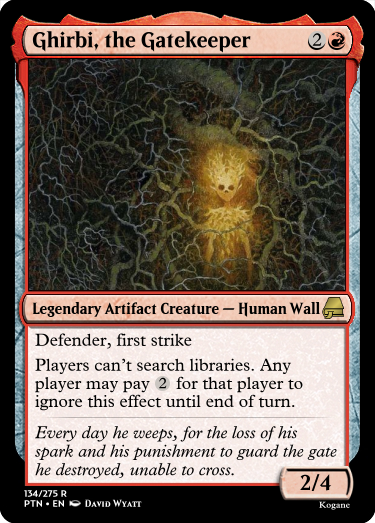 Ghirbi, the Gatekeeper 2
Legendary Artifact Creature — Human Wall
Defender, first strike
Players can't search libraries. Any
player may pay 2 for that player to
ignore this effect until end of turn.
Every day he weeps, for the loss of his
spark and his punishment to guard the gate
he destroyed, unable to cross.
2/4
134/275 R
PTN • EN David Wyatt
Kogane